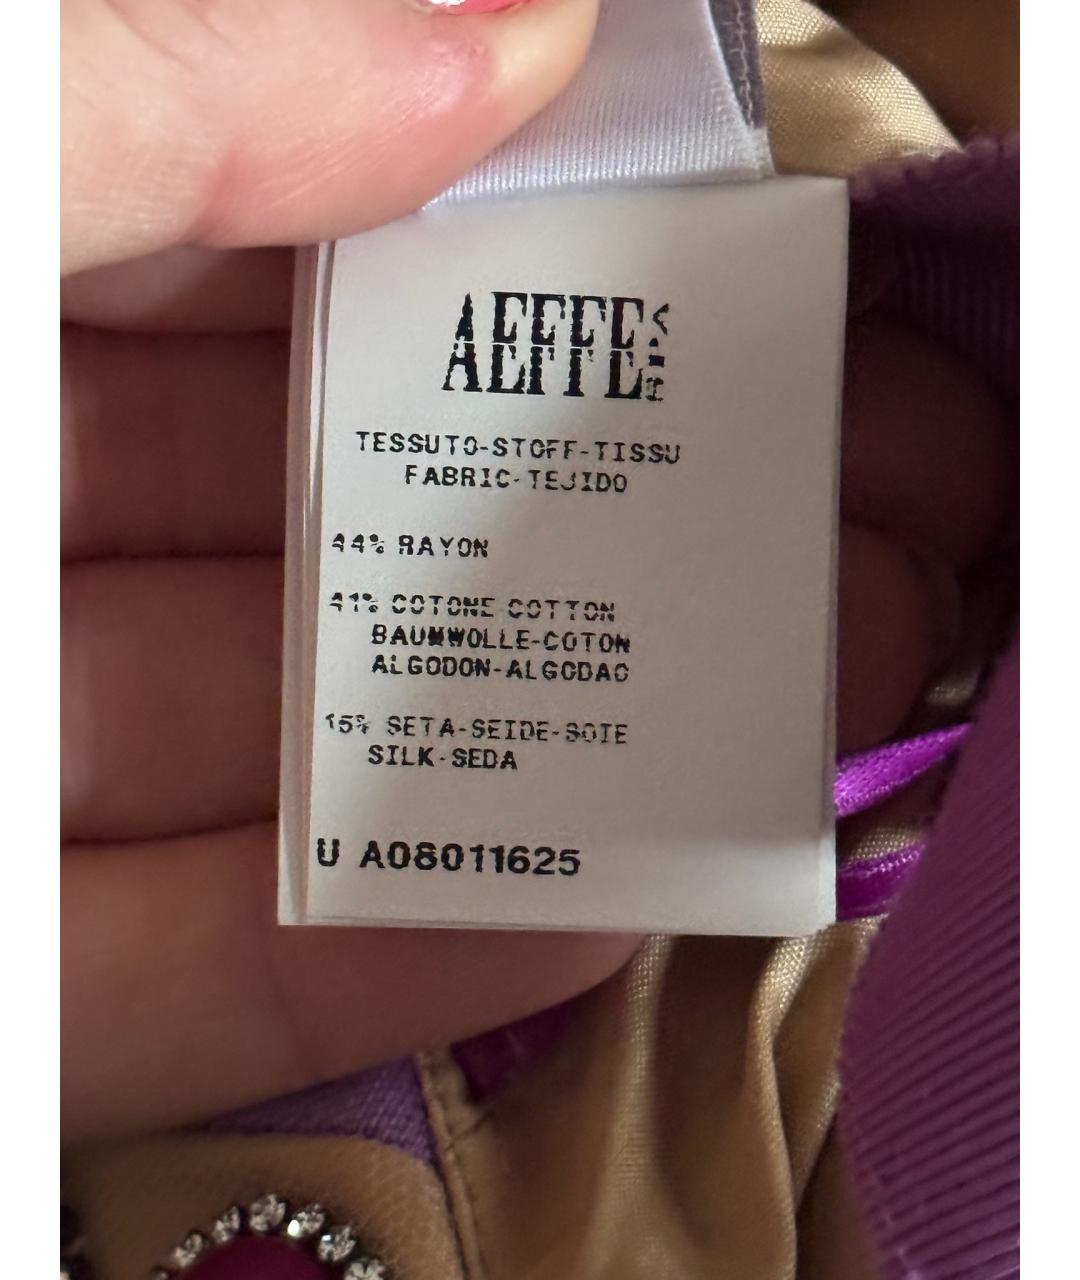 AEFFE
TESSUTO-STOFF-TISSU
FABRIC-TEJIDO
44% RAYON
41% COTONE COTTON
BAUMWOLLE-COTON
ALGODON-ALGODAO
15% SETA-SEIDE-SOIE
SILK-SEDA
U A08011625